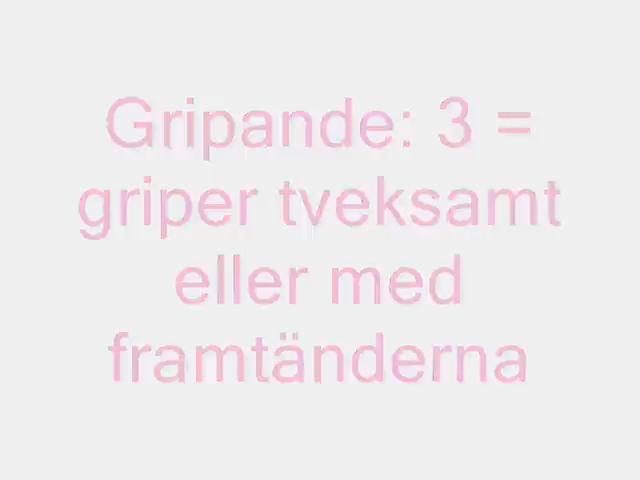 Gripande: 3 =
griper tveksamt
eller med
framtänderna